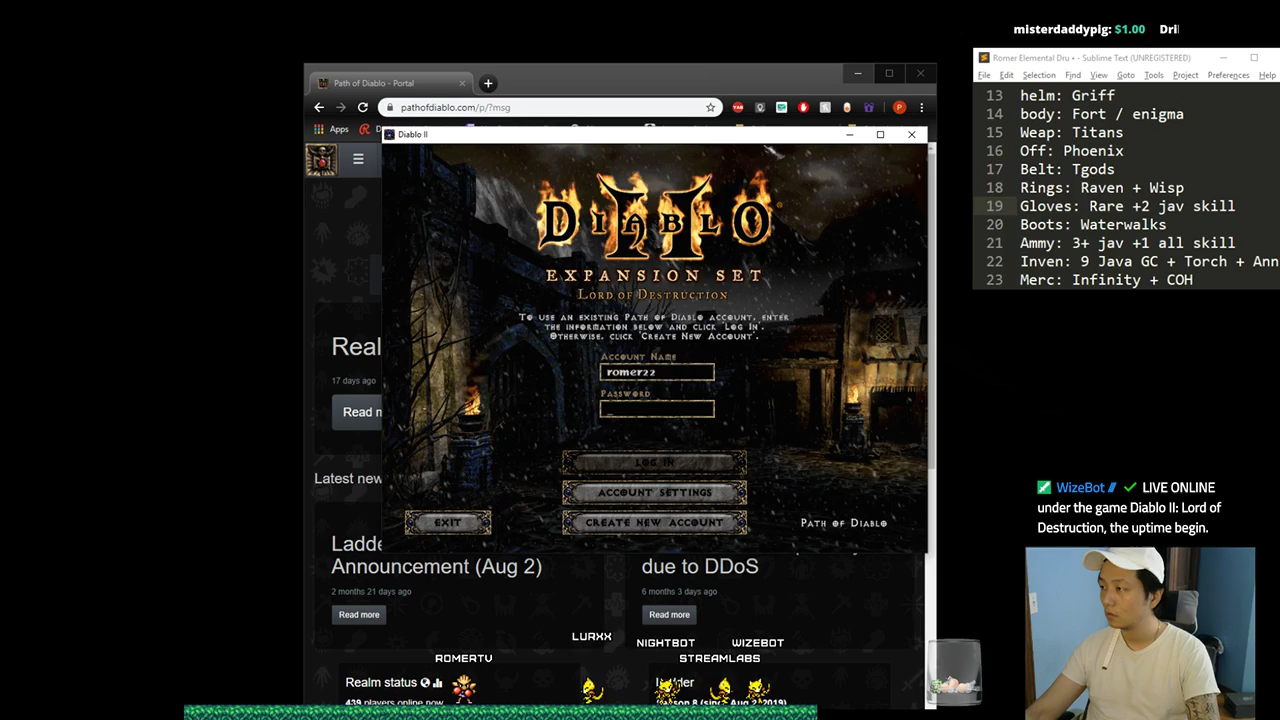 misterdaddypig: $1.00 Dri
Path of Diablo - Portal
pathofdiablo.com/p/?msg
Apps
Romer Elemental Dru • - Sublime Text (UNREGISTERED)
File Edit Selection Find View Goto Tools Project Preferences Help
13 helm: Griff
14 body: Fort / enigma
15 Weap: Titans
16 Off: Phoenix
17 Belt: Tgods
18 Rings: Raven + Wisp
19 Gloves: Rare +2 jav skill
20 Boots: Waterwalks
21 Ammy: 3+ jav +1 all skill
22 Inven: 9 Java GC + Torch + Ann
23 Merc: Infinity + COH
Diablo II
DIABLO II
EXPANSION SET
LORD OF DESTRUCTION
TO USE AN EXISTING PATH OF DIABLO ACCOUNT, ENTER
THE INFORMATION BELOW AND CLICK 'LOG IN'.
OTHERWISE, CLICK 'CREATE NEW ACCOUNT'.
ACCOUNT NAME
romer22
PASSWORD
LOG IN
ACCOUNT SETTINGS
CREATE NEW ACCOUNT
EXIT
PATH OF DIABLO
Real
17 days ago
Read m
Latest new
Ladde
Announcement (Aug 2)
2 months 21 days ago
Read more
due to DDoS
6 months 3 days ago
Read more
WizeBot LIVE ONLINE
under the game Diablo II: Lord of
Destruction, the uptime begin.
LURXX
NIGHTBOT
WIZEBOT
ROMERTV
STREAMLABS
Realm status
439 players online now